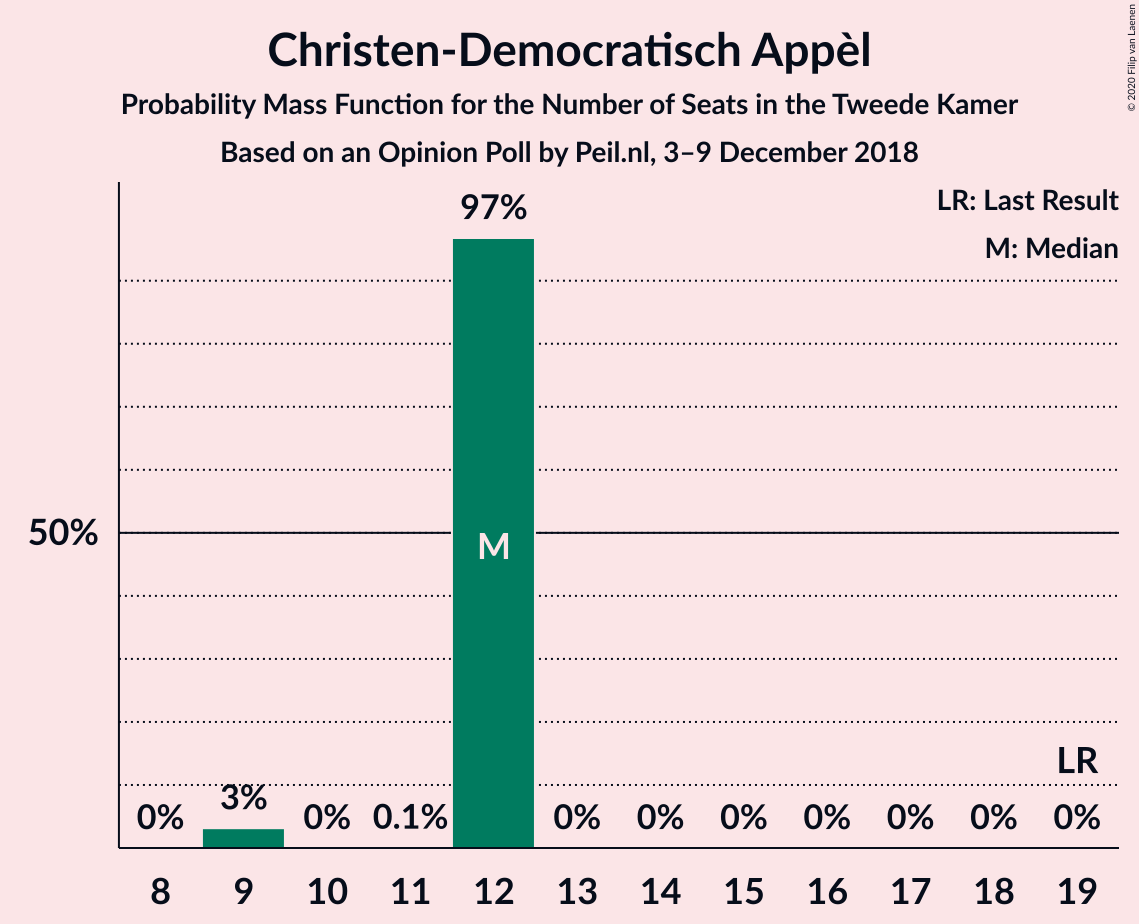 Christen-Democratisch Appèl
Probability Mass Function for the Number of Seats in the Tweede Kamer
Based on an Opinion Poll by Peil.nl, 3–9 December 2018
© 2020 Filip van Laenen
LR: Last Result
M: Median
97%
50%
M
LR
0% 3% 0% 0.1% 0% 0% 0% 0% 0% 0% 0%
8 9 10 11 12 13 14 15 16 17 18 19